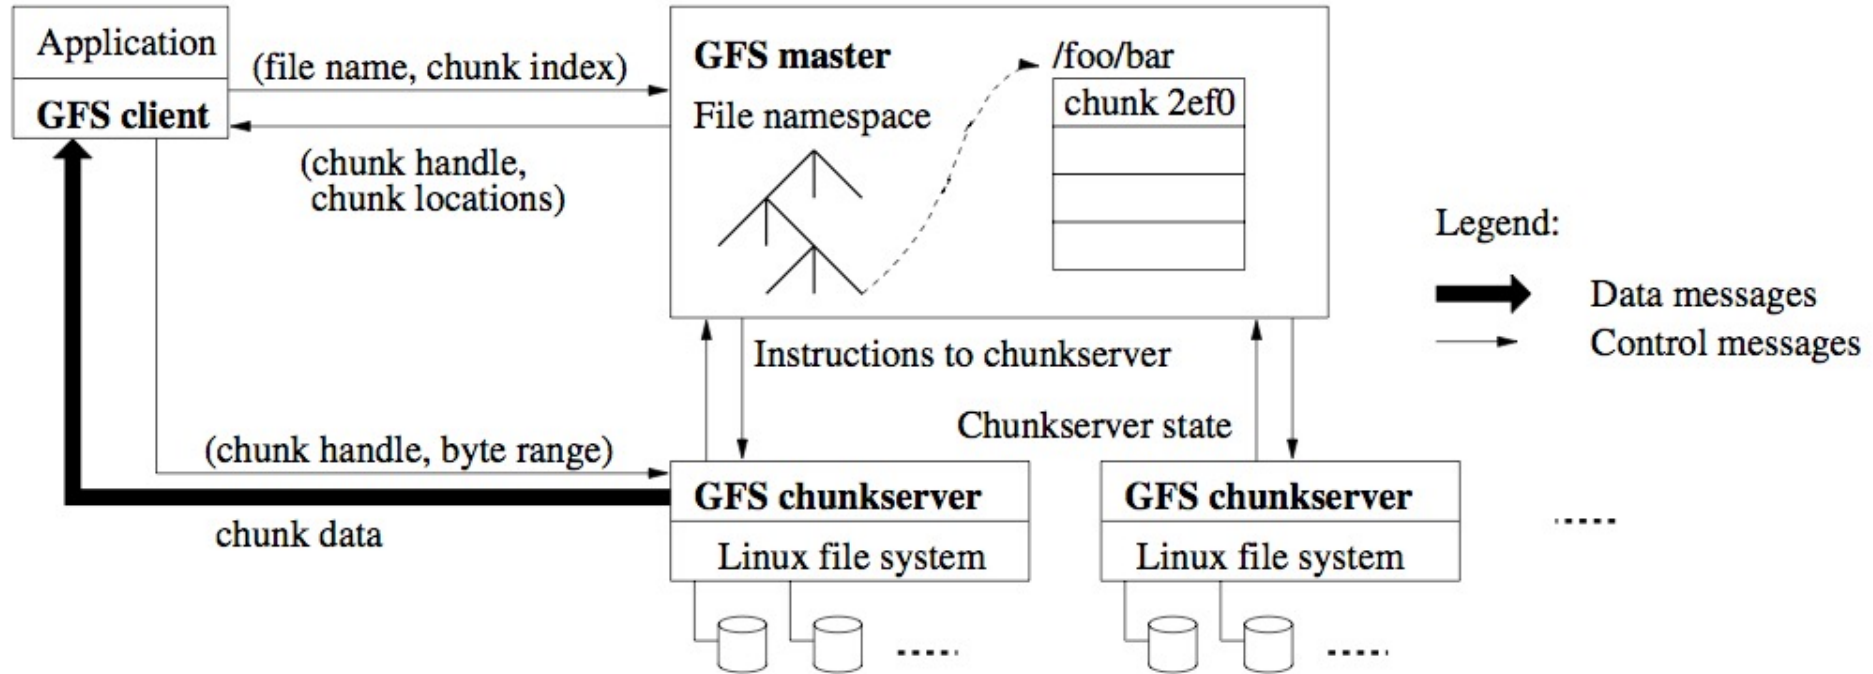 Application
GFS client
(file name, chunk index)
(chunk handle,
chunk locations)
GFS master
File namespace
/foo/bar
chunk 2ef0
Legend:
Data messages
Control messages
Instructions to chunkserver
Chunkserver state
(chunk handle, byte range)
chunk data
GFS chunkserver
Linux file system
GFS chunkserver
Linux file system